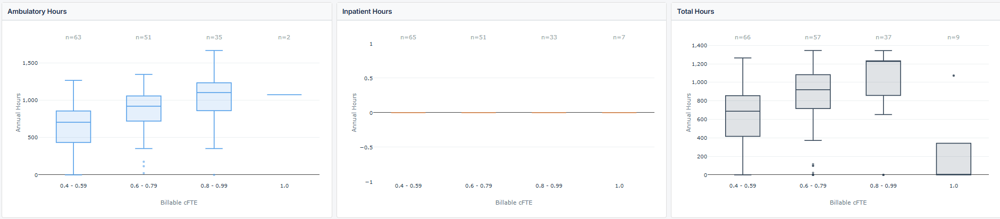 Ambulatory Hours
n=63 n=51 n=35 n=2
1,500
1,000
500
0
Annual Hours
0.4 - 0.59 0.6 - 0.79 0.8 - 0.99 1.0
Billable cFTE
Inpatient Hours
n=65 n=51 n=33 n=7
1
0.5
0
−0.5
−1
Annual Hours
0.4 - 0.59 0.6 - 0.79 0.8 - 0.99 1.0
Billable cFTE
Total Hours
n=66 n=57 n=37 n=9
1,400
1,200
1,000
800
600
400
200
0
Annual Hours
0.4 - 0.59 0.6 - 0.79 0.8 - 0.99 1.0
Billable cFTE